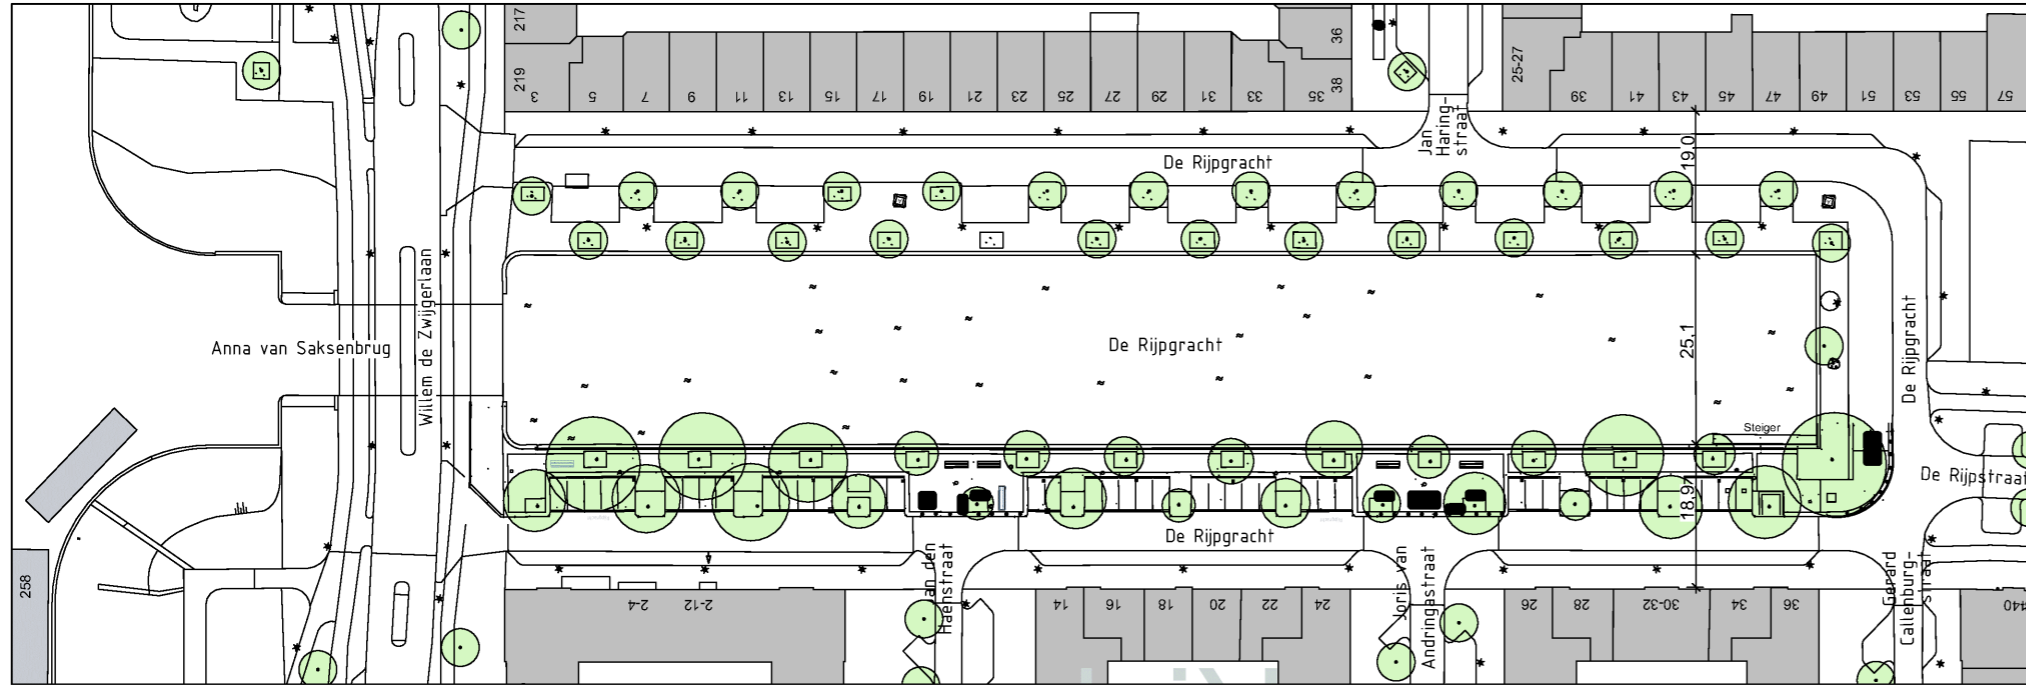 217
219
3
5
7
9
11
13
15
17
19
21
23
25
27
29
31
33
35
36
38
25-27
39
41
43
45
47
49
51
53
55
57
Jan
Haring-
straat
19,0
De Rijpgracht
Anna van Saksenbrug
Willem de Zwijgerlaan
De Rijpgracht
25,1
De Rijpgracht
Steiger
De Rijpstraat
18,97
De Rijpgracht
258
2-4
2-12
Jan den
Haenstraat
14
16
18
20
22
24
Joris van
Andringastraat
26
28
30-32
34
36
Gerard
Callenburg-
straat